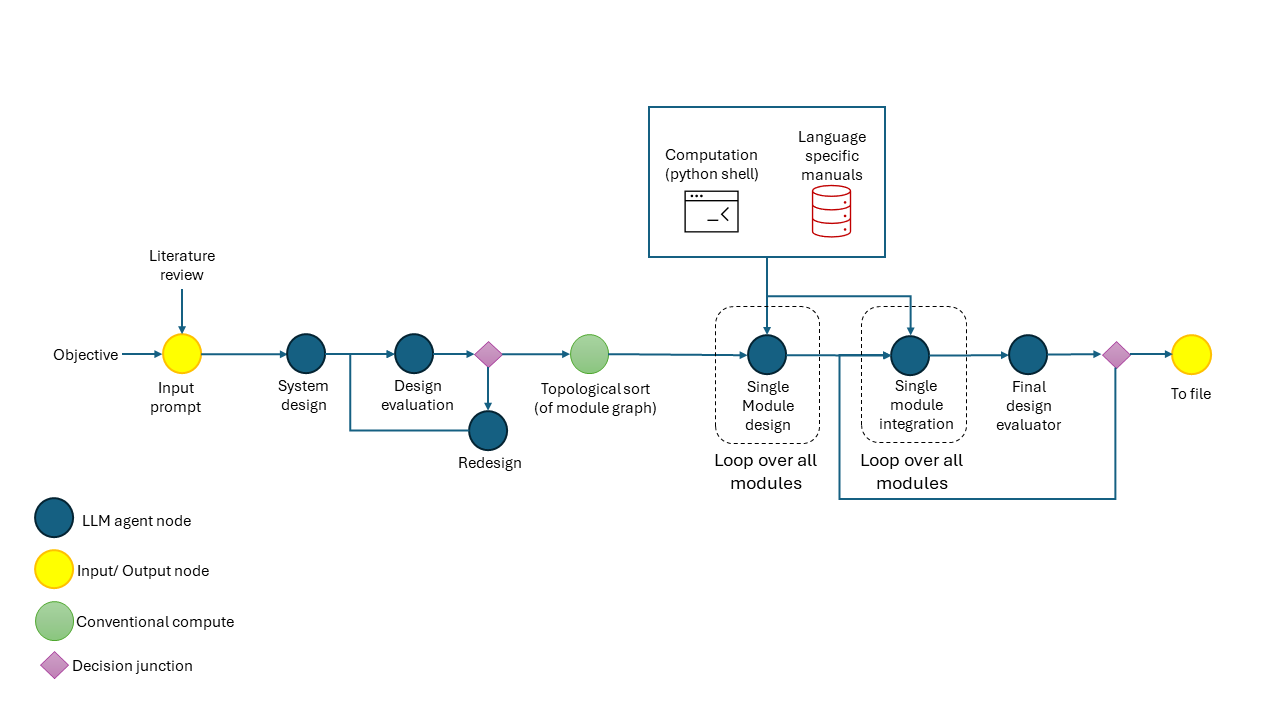 Computation
(python shell)
Language
specific
manuals
Literature
review
Objective
Input
prompt
System
design
Design
evaluation
Redesign
Topological sort
(of module graph)
Single
Module
design
Loop over all
modules
Single
module
integration
Loop over all
modules
Final
design
evaluator
To file
LLM agent node
Input/ Output node
Conventional compute
Decision junction